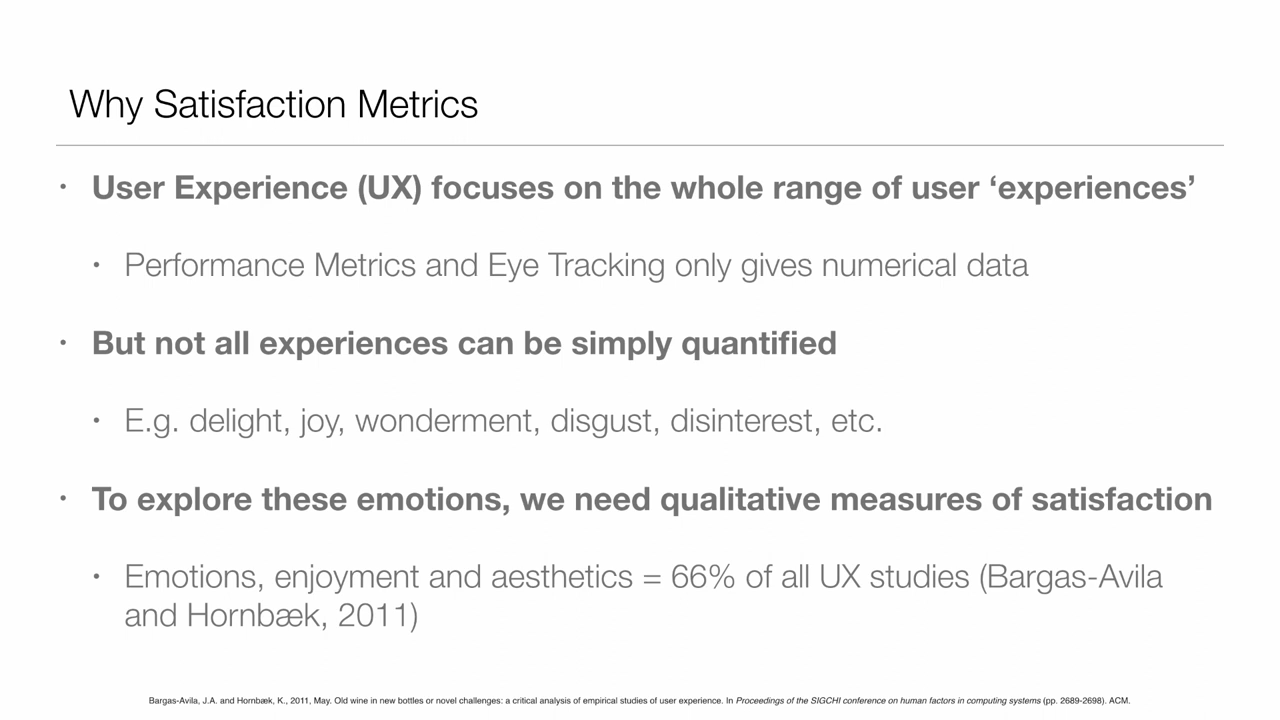 Why Satisfaction Metrics
• User Experience (UX) focuses on the whole range of user ‘experiences’
• Performance Metrics and Eye Tracking only gives numerical data
• But not all experiences can be simply quantified
• E.g. delight, joy, wonderment, disgust, disinterest, etc.
• To explore these emotions, we need qualitative measures of satisfaction
• Emotions, enjoyment and aesthetics = 66% of all UX studies (Bargas-Avila
and Hornbæk, 2011)
Bargas-Avila, J.A. and Hornbæk, K., 2011, May. Old wine in new bottles or novel challenges: a critical analysis of empirical studies of user experience. In Proceedings of the SIGCHI conference on human factors in computing systems (pp. 2689-2698). ACM.